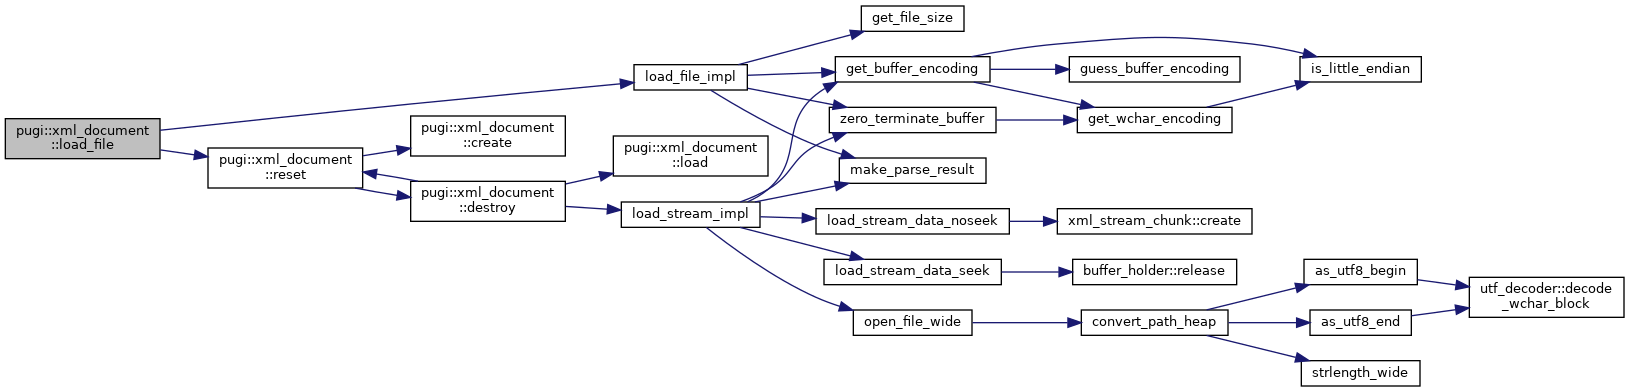 pugi::xml_document
::load_file
pugi::xml_document
::reset
pugi::xml_document
::create
pugi::xml_document
::destroy
pugi::xml_document
::load
load_file_impl
load_stream_impl
get_file_size
get_buffer_encoding
zero_terminate_buffer
make_parse_result
load_stream_data_noseek
load_stream_data_seek
open_file_wide
guess_buffer_encoding
get_wchar_encoding
is_little_endian
xml_stream_chunk::create
buffer_holder::release
convert_path_heap
as_utf8_begin
as_utf8_end
strlength_wide
utf_decoder::decode
_wchar_block